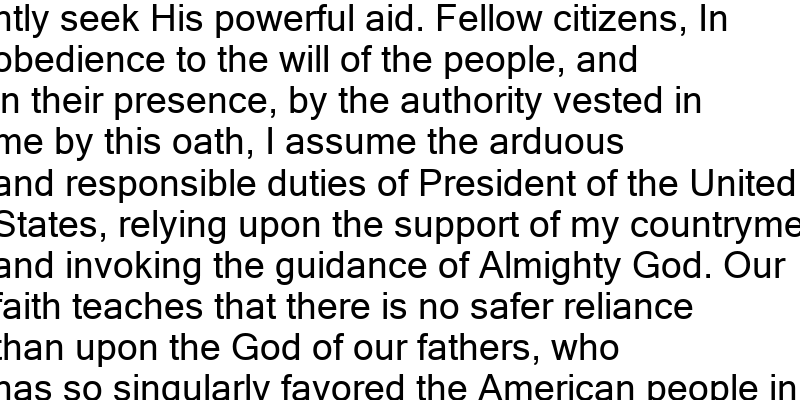 ntly seek His powerful aid. Fellow citizens, In
obedience to the will of the people, and
in their presence, by the authority vested in
me by this oath, I assume the arduous
and responsible duties of President of the United
States, relying upon the support of my countryme
and invoking the guidance of Almighty God. Our
faith teaches that there is no safer reliance
than upon the God of our fathers, who
has so singularly favored the American people in